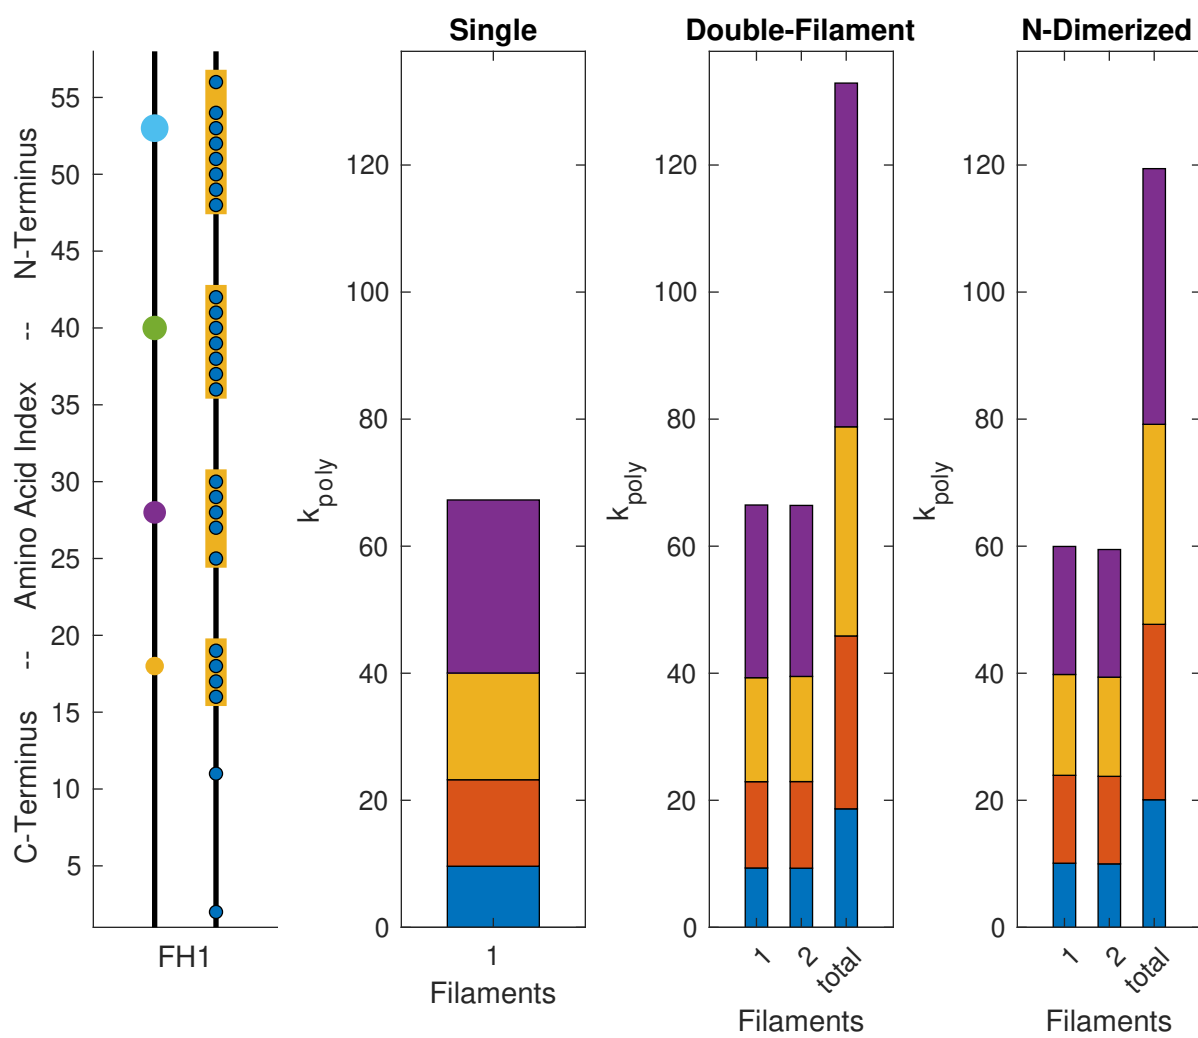 Single
Double-Filament
N-Dimerized
C-Terminus -- Amino Acid Index -- N-Terminus
55
50
45
40
35
30
25
20
15
10
5
FH1
k_poly
120
100
80
60
40
20
0
1
Filaments
k_poly
120
100
80
60
40
20
0
1
2
total
Filaments
k_poly
120
100
80
60
40
20
0
1
2
total
Filaments